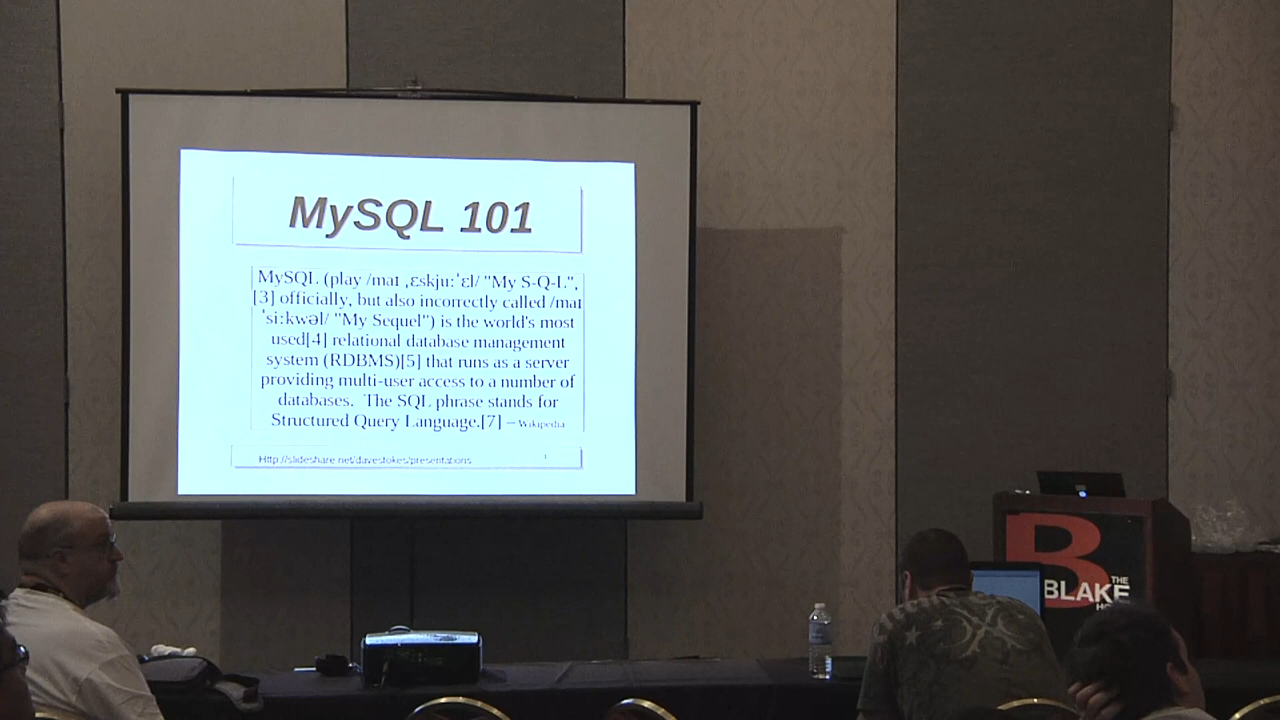 MySQL 101
MySQL (play /maɪ ˌɛskjuːˈɛl/ "My S-Q-L",
[3] officially, but also incorrectly called /maɪ
ˈsiːkwəl/ "My Sequel") is the world's most
used[4] relational database management
system (RDBMS)[5] that runs as a server
providing multi-user access to a number of
databases. The SQL phrase stands for
Structured Query Language.[7] – Wikipedia
Http://slideshare.net/davestokes/presentations
1
B
THE
BLAKE